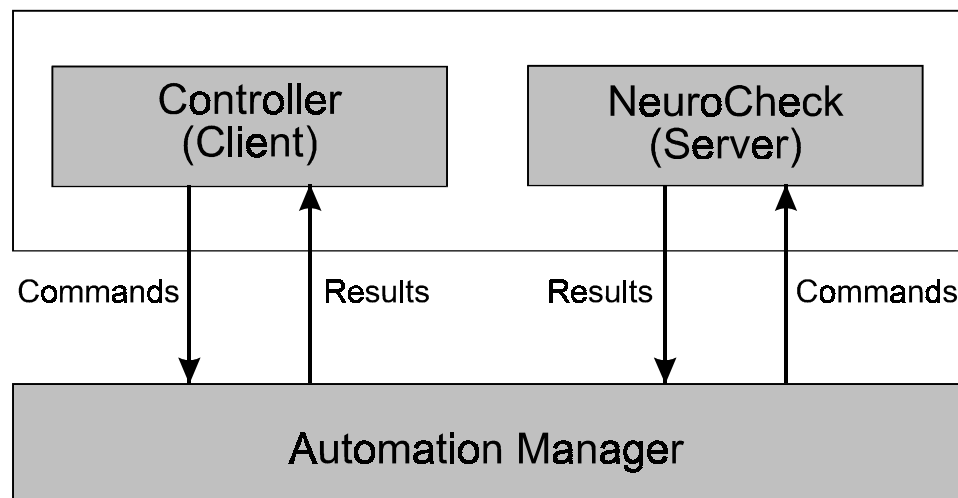 Controller
(Client)
NeuroCheck
(Server)
Commands
Results
Results
Commands
Automation Manager